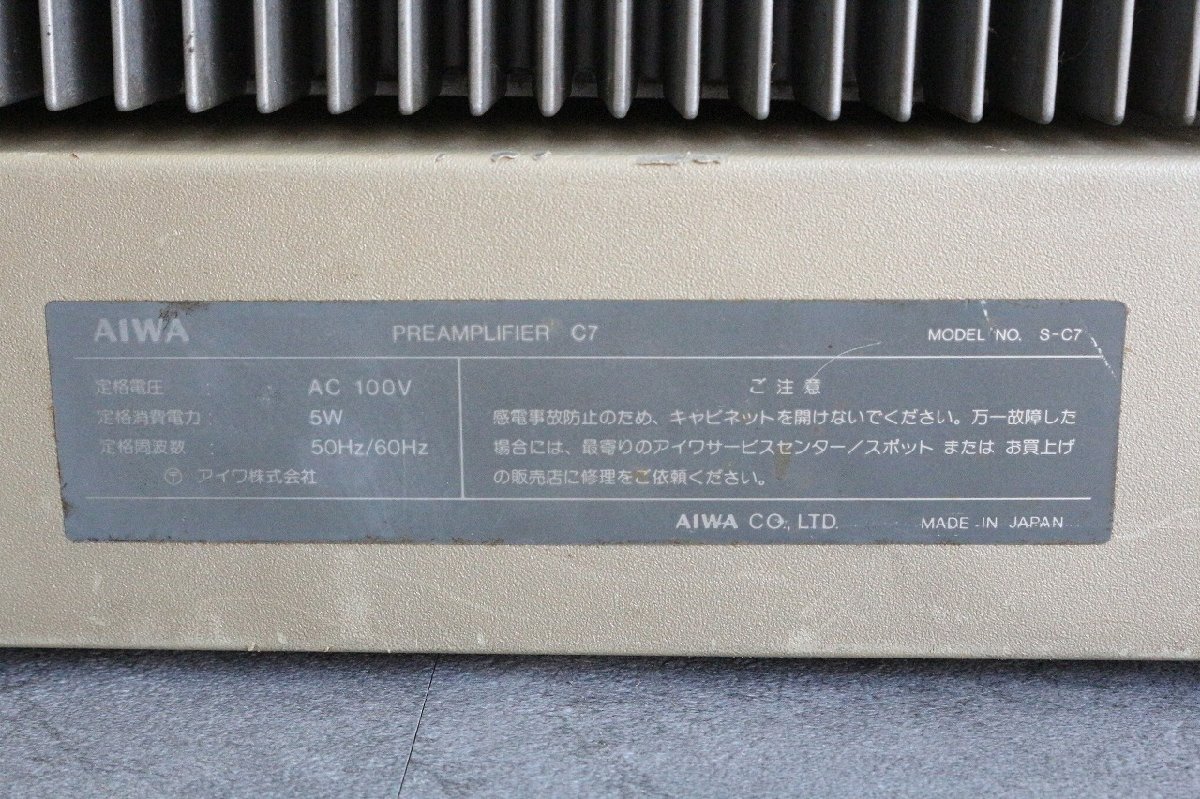 AIWA PREAMPLIFIER C7 MODEL NO. S-C7
定格電圧 : AC 100V
定格消費電力 : 5W
定格周波数 : 50Hz/60Hz
〒 アイワ株式会社
ご注意
感電事故防止のため、キャビネットを開けないでください。万一故障した
場合には、最寄りのアイワサービスセンター/スポット または お買上げ
の販売店に修理をご依頼ください。
AIWA CO., LTD. MADE IN JAPAN